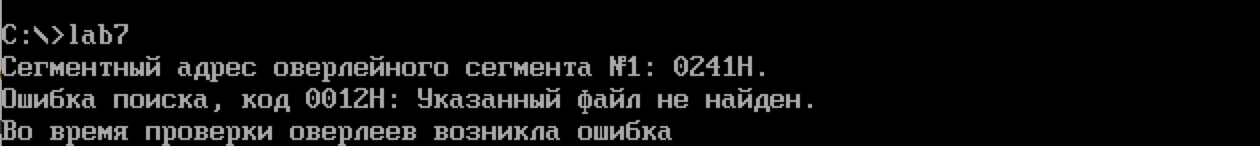 C:\>lab7
Сегментный адрес оверлейного сегмента №1: 0241H.
Ошибка поиска, код 0012H: Указанный файл не найден.
Во время проверки оверлеев возникла ошибка